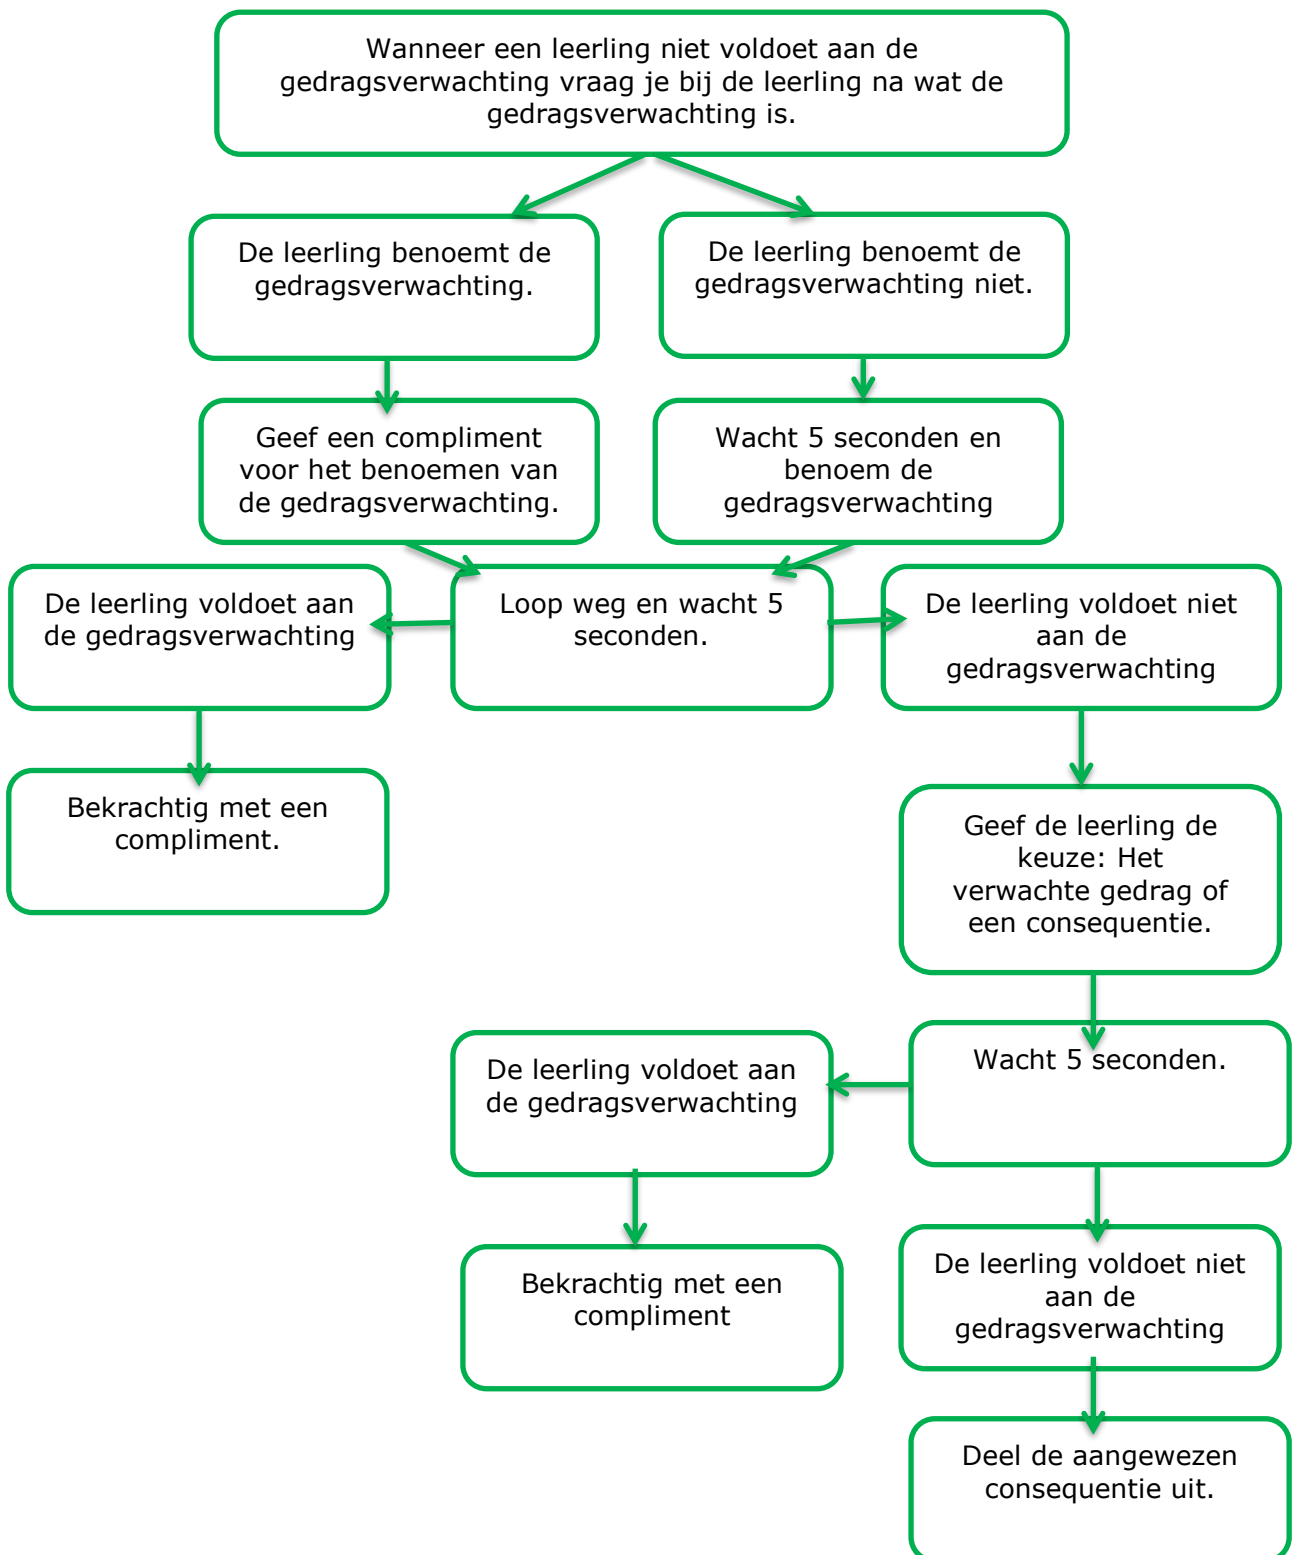 Wanneer een leerling niet voldoet aan de
gedragsverwachting vraag je bij de leerling na wat de
gedragsverwachting is.
De leerling benoemt de
gedragsverwachting.
De leerling benoemt de
gedragsverwachting niet.
Geef een compliment
voor het benoemen van
de gedragsverwachting.
Wacht 5 seconden en
benoem de
gedragsverwachting
De leerling voldoet aan
de gedragsverwachting
Loop weg en wacht 5
seconden.
De leerling voldoet niet
aan de
gedragsverwachting
Bekrachtig met een
compliment.
Geef de leerling de
keuze: Het
verwachte gedrag of
een consequentie.
Wacht 5 seconden.
De leerling voldoet aan
de gedragsverwachting
Bekrachtig met een
compliment
De leerling voldoet niet
aan de
gedragsverwachting
Deel de aangewezen
consequentie uit.